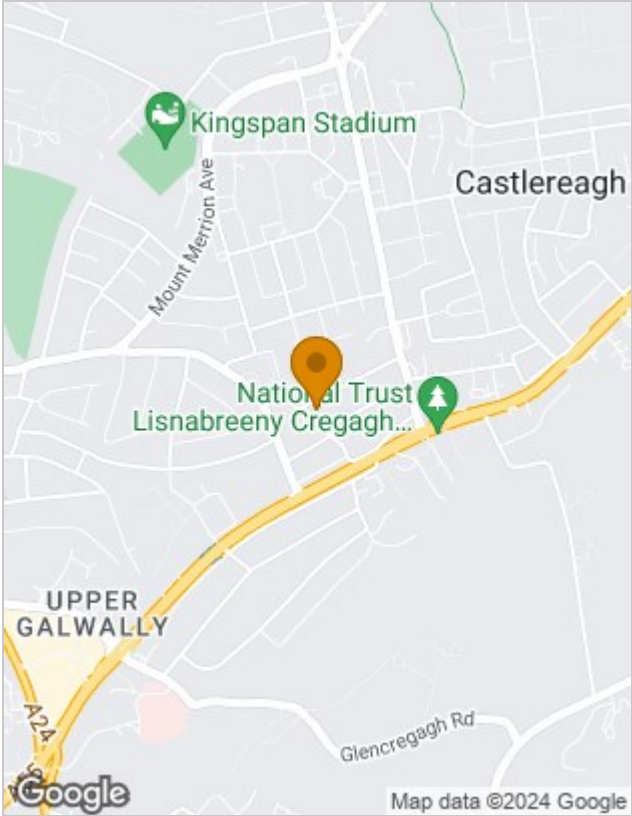 Kingspan Stadium
Castlereagh
Mount Merrion Ave
National Trust
Lisnabreeny Cregagh...
UPPER
GALWALLY
A24
Glencregagh Rd
Google
Map data ©2024 Google